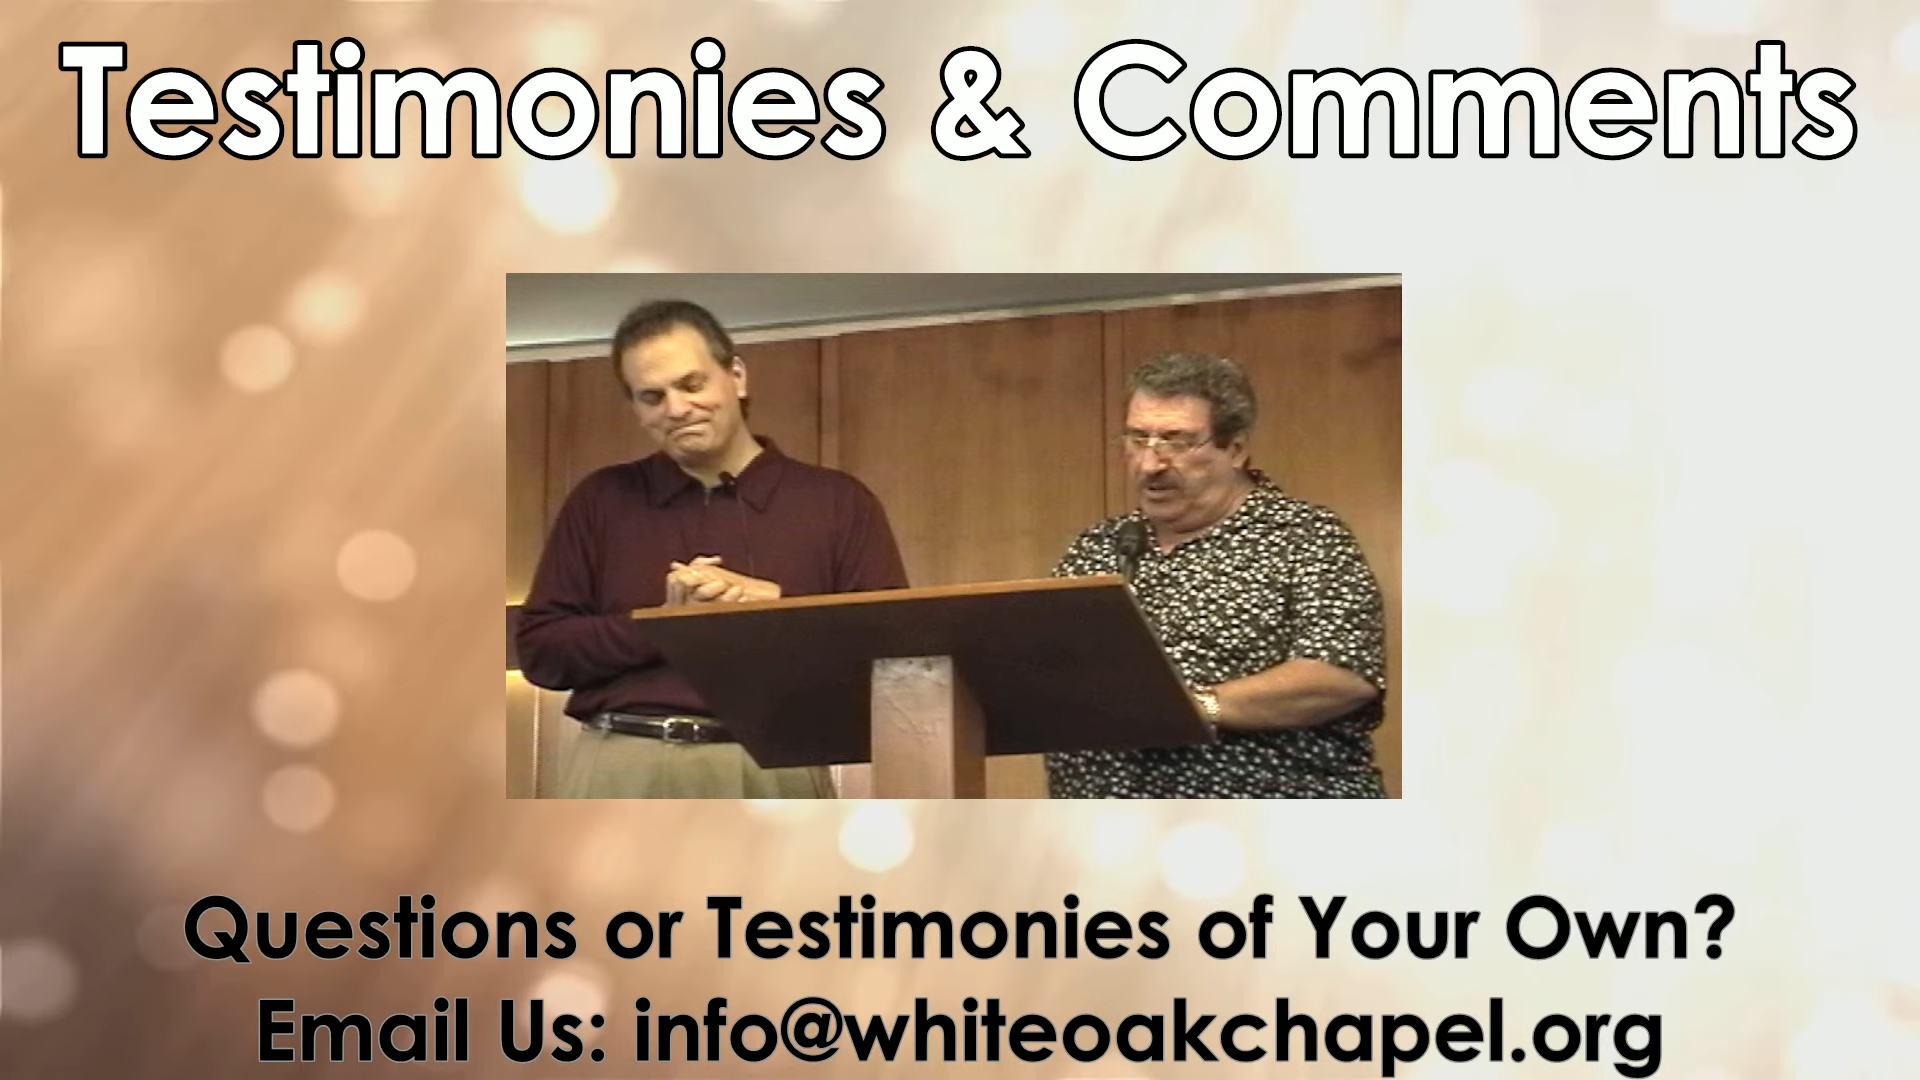 Testimonies & Comments
Questions or Testimonies of Your Own?
Email Us: info@whiteoakchapel.org